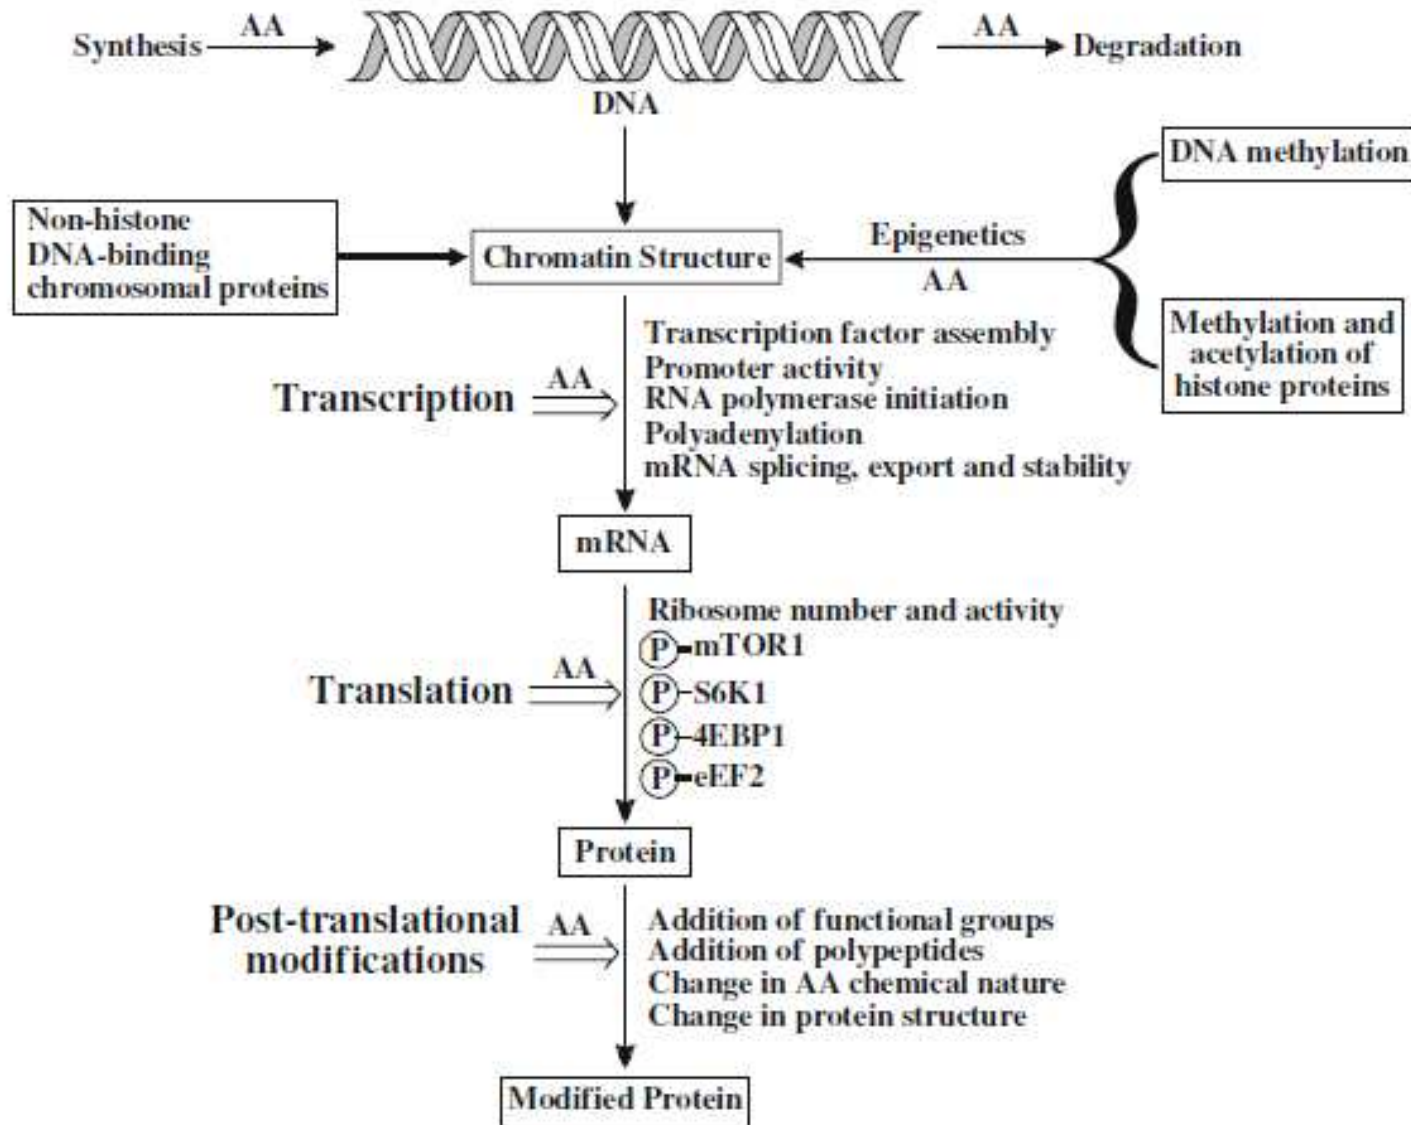 Synthesis
AA
AA
Degradation
DNA
DNA methylation
Non-histone
DNA-binding
chromosomal proteins
Chromatin Structure
Epigenetics
AA
Methylation and
acetylation of
histone proteins
Transcription
AA
Transcription factor assembly
Promoter activity
RNA polymerase initiation
Polyadenylation
mRNA splicing, export and stability
mRNA
Translation
AA
Ribosome number and activity
P mTOR1
P S6K1
P 4EBP1
P eEF2
Protein
Post-translational
modifications
AA
Addition of functional groups
Addition of polypeptides
Change in AA chemical nature
Change in protein structure
Modified Protein